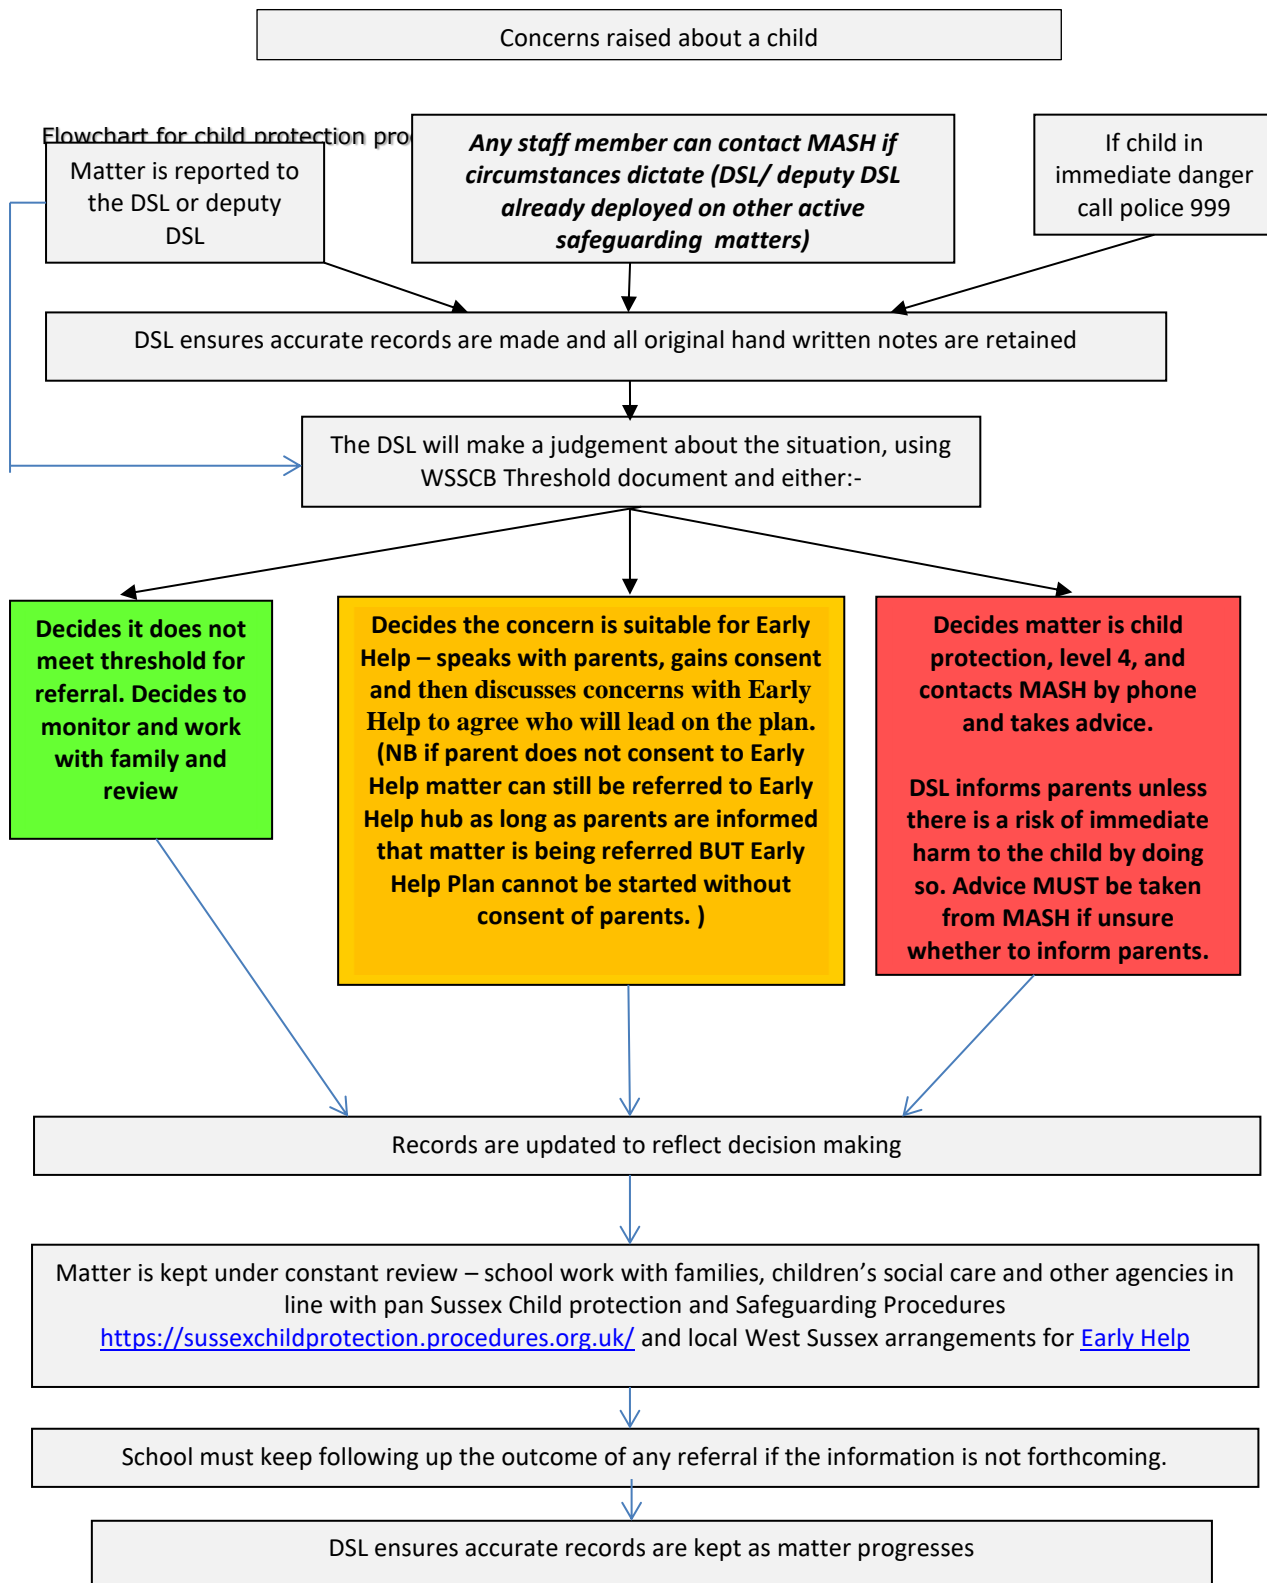 Concerns raised about a child
Flowchart for child protection
Matter is reported to
the DSL or deputy
DSL
Any staff member can contact MASH if
circumstances dictate (DSL/ deputy DSL
already deployed on other active
safeguarding matters)
If child in
immediate danger
call police 999
DSL ensures accurate records are made and all original hand written notes are retained
The DSL will make a judgement about the situation, using
WSSCB Threshold document and either:-
Decides it does not
meet threshold for
referral. Decides to
monitor and work
with family and
review
Decides the concern is suitable for Early
Help – speaks with parents, gains consent
and then discusses concerns with Early
Help to agree who will lead on the plan.
(NB if parent does not consent to Early
Help matter can still be referred to Early
Help hub as long as parents are informed
that matter is being referred BUT Early
Help Plan cannot be started without
consent of parents. )
Decides matter is child
protection, level 4, and
contacts MASH by phone
and takes advice.
DSL informs parents unless
there is a risk of immediate
harm to the child by doing
so. Advice MUST be taken
from MASH if unsure
whether to inform parents.
Records are updated to reflect decision making
Matter is kept under constant review – school work with families, children’s social care and other agencies in
line with pan Sussex Child protection and Safeguarding Procedures
https://sussexchildprotection.procedures.org.uk/ and local West Sussex arrangements for Early Help
School must keep following up the outcome of any referral if the information is not forthcoming.
DSL ensures accurate records are kept as matter progresses